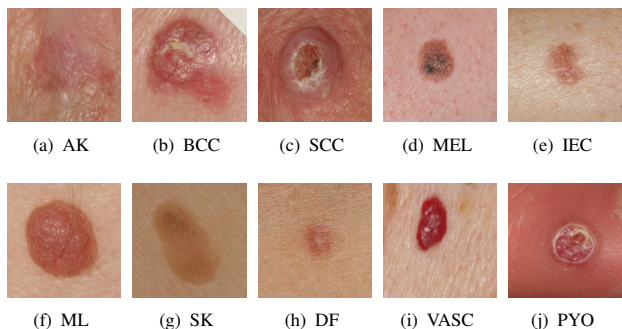 (a) AK (b) BCC (c) SCC (d) MEL (e) IEC
(f) ML (g) SK (h) DF (i) VASC (j) PYO